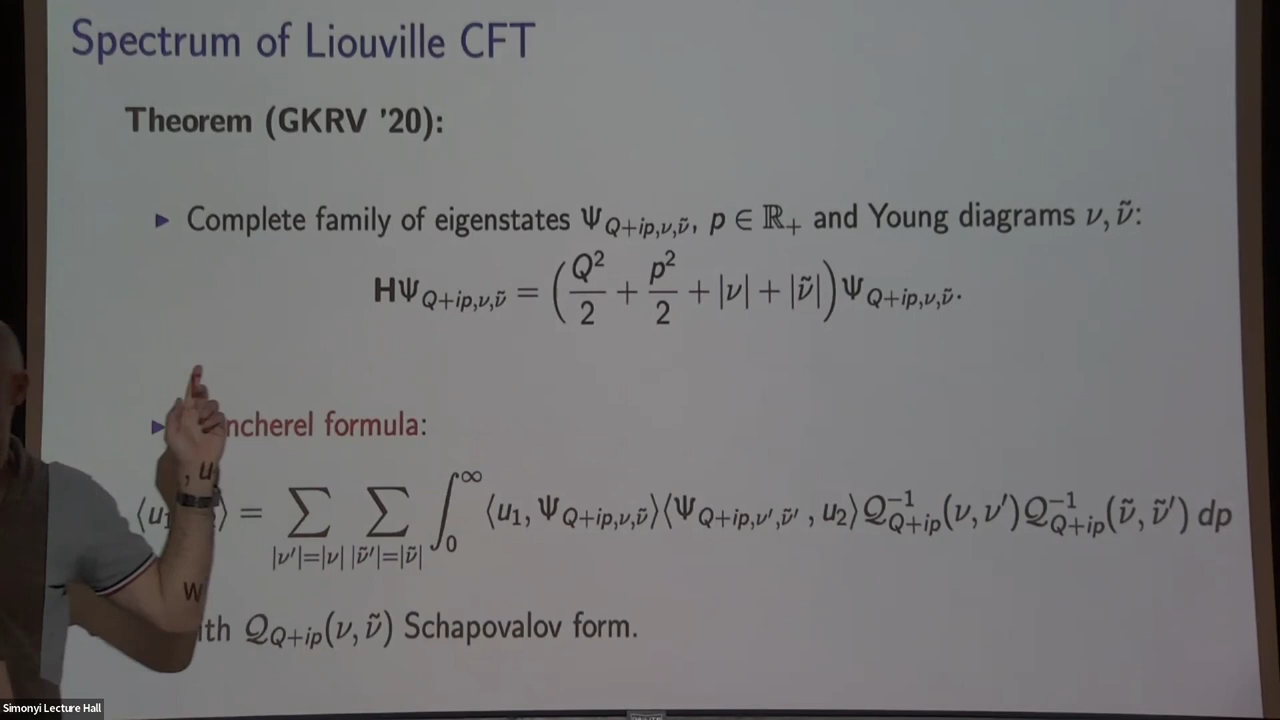 Spectrum of Liouville CFT
Theorem (GKRV '20):
▶ Complete family of eigenstates Ψ_{Q+ip,ν,ν̃}, p ∈ ℝ₊ and Young diagrams ν, ν̃:
HΨ_{Q+ip,ν,ν̃} = (Q²/2 + p²/2 + |ν| + |ν̃|)Ψ_{Q+ip,ν,ν̃}.
▶ ncherel formula:
⟨u₁, u ⟩ = ∑_{|ν′|=|ν|} ∑_{|ν̃′|=|ν̃|} ∫₀^∞ ⟨u₁, Ψ_{Q+ip,ν,ν̃}⟩⟨Ψ_{Q+ip,ν′,ν̃′}, u₂⟩𝒬⁻¹_{Q+ip}(ν, ν′)𝒬⁻¹_{Q+ip}(ν̃, ν̃′) dp
with 𝒬_{Q+ip}(ν, ν̃) Schapovalov form.
Simonyi Lecture Hall